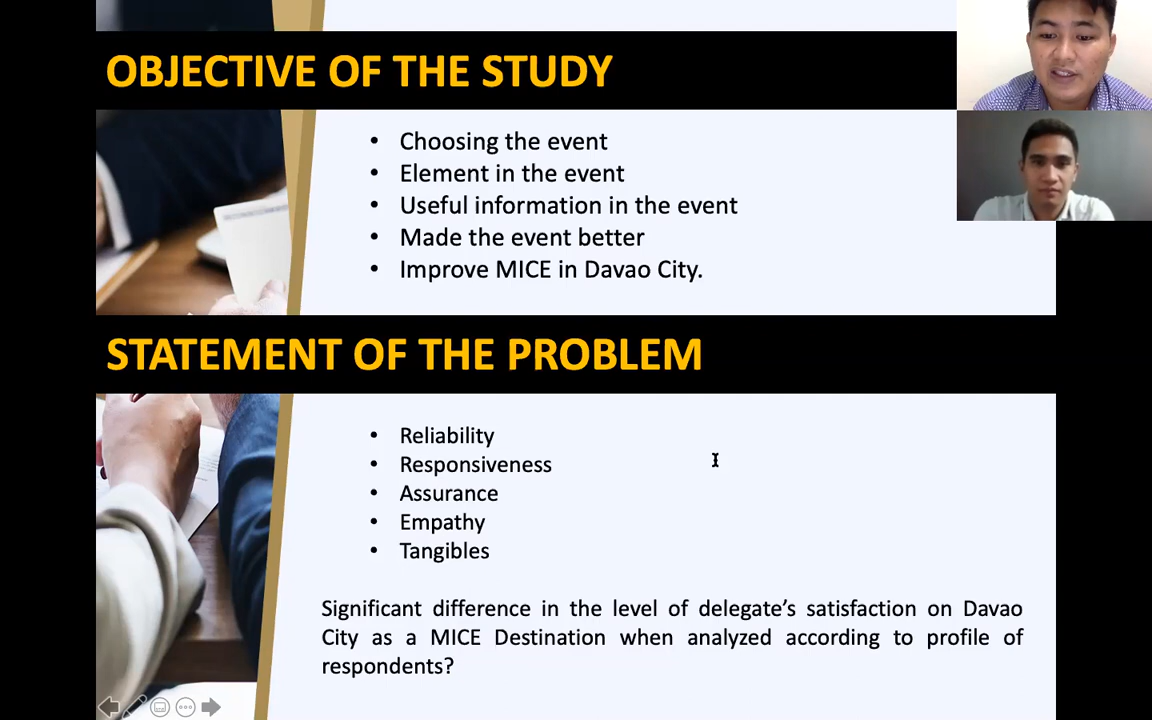 OBJECTIVE OF THE STUDY
• Choosing the event
• Element in the event
• Useful information in the event
• Made the event better
• Improve MICE in Davao City.
STATEMENT OF THE PROBLEM
• Reliability
• Responsiveness
• Assurance
• Empathy
• Tangibles
Significant difference in the level of delegate’s satisfaction on Davao
City as a MICE Destination when analyzed according to profile of
respondents?